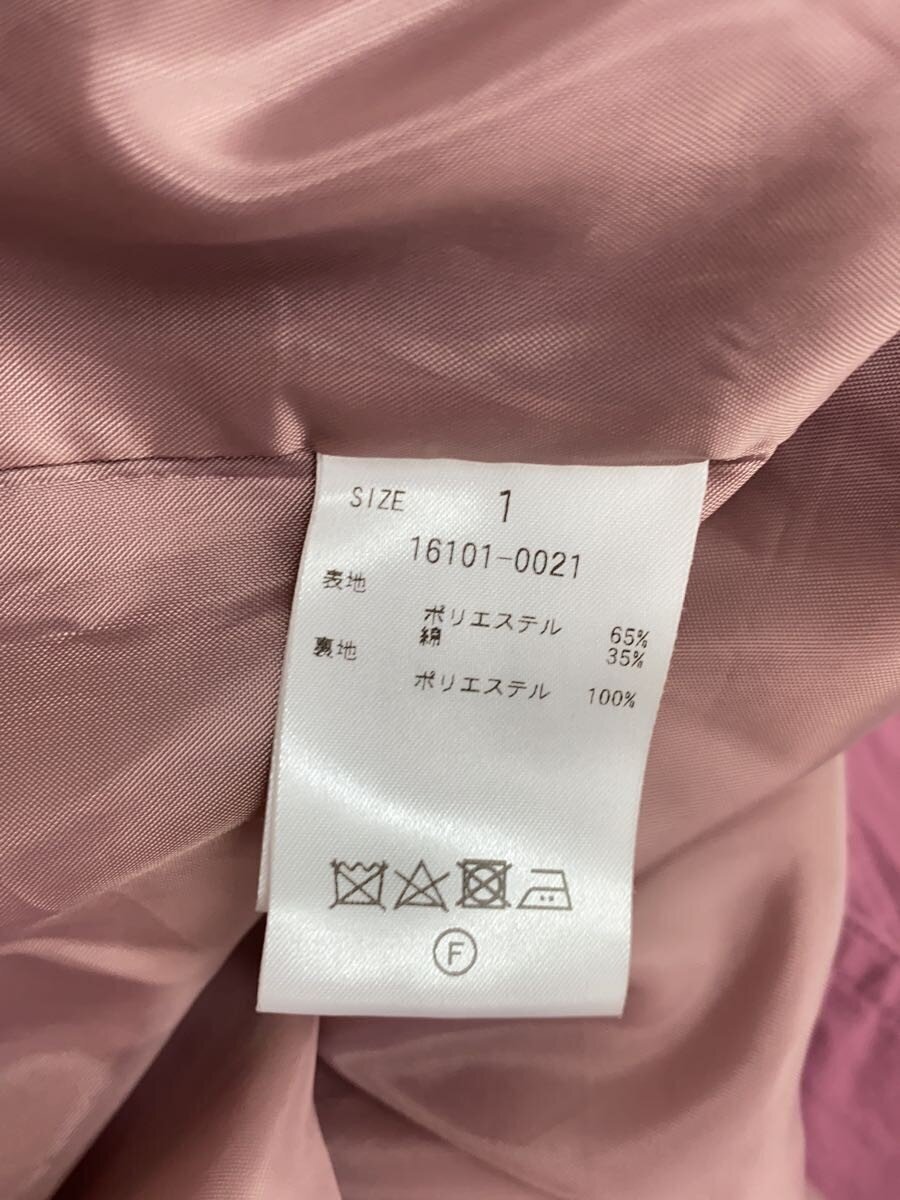 SIZE 1
16101-0021
表地
ポリエステル 65%
綿 35%
裏地
ポリエステル 100%
F